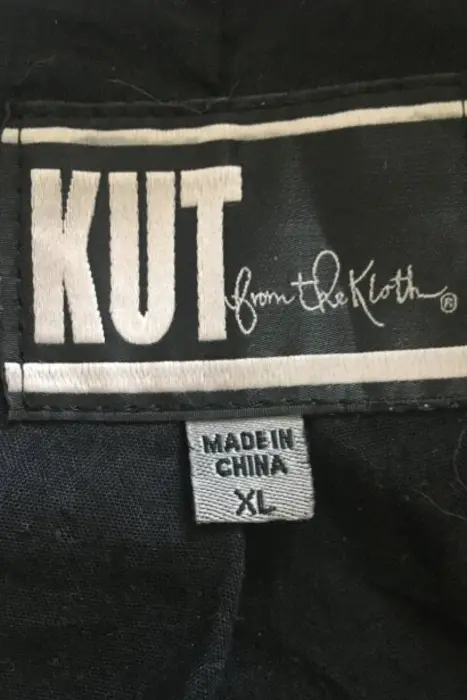 KUT from the Kloth ®
MADE IN
CHINA
XL